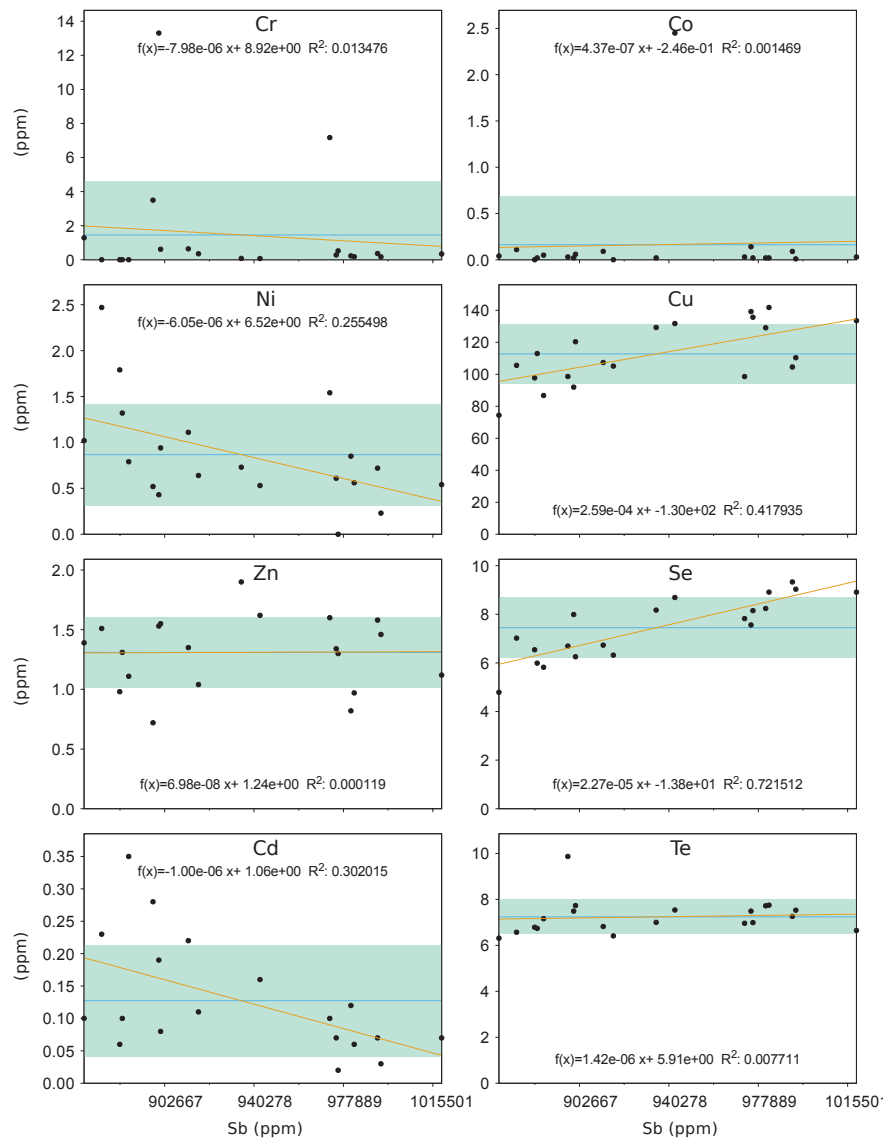 Cr
f(x)=-7.98e-06 x+ 8.92e+00 R²: 0.013476
(ppm)
14
12
10
8
6
4
2
0
Co
f(x)=4.37e-07 x+ -2.46e-01 R²: 0.001469
2.5
2.0
1.5
1.0
0.5
0.0
Ni
f(x)=-6.05e-06 x+ 6.52e+00 R²: 0.255498
(ppm)
2.5
2.0
1.5
1.0
0.5
0.0
Cu
140
120
100
80
60
40
20
0
f(x)=2.59e-04 x+ -1.30e+02 R²: 0.417935
Zn
(ppm)
2.0
1.5
1.0
0.5
0.0
f(x)=6.98e-08 x+ 1.24e+00 R²: 0.000119
Se
10
8
6
4
2
0
f(x)=2.27e-05 x+ -1.38e+01 R²: 0.721512
Cd
f(x)=-1.00e-06 x+ 1.06e+00 R²: 0.302015
(ppm)
0.35
0.30
0.25
0.20
0.15
0.10
0.05
0.00
902667 940278 977889 1015501
Sb (ppm)
Te
10
8
6
4
2
0
f(x)=1.42e-06 x+ 5.91e+00 R²: 0.007711
902667 940278 977889 1015501
Sb (ppm)